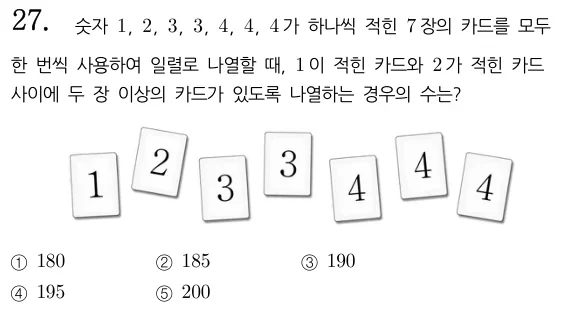 27. 숫자 1, 2, 3, 3, 4, 4, 4가 하나씩 적힌 7장의 카드를 모두
한 번씩 사용하여 일렬로 나열할 때, 1이 적힌 카드와 2가 적힌 카드
사이에 두 장 이상의 카드가 있도록 나열하는 경우의 수는?
1 2 3 3 4 4 4
① 180 ② 185 ③ 190
④ 195 ⑤ 200